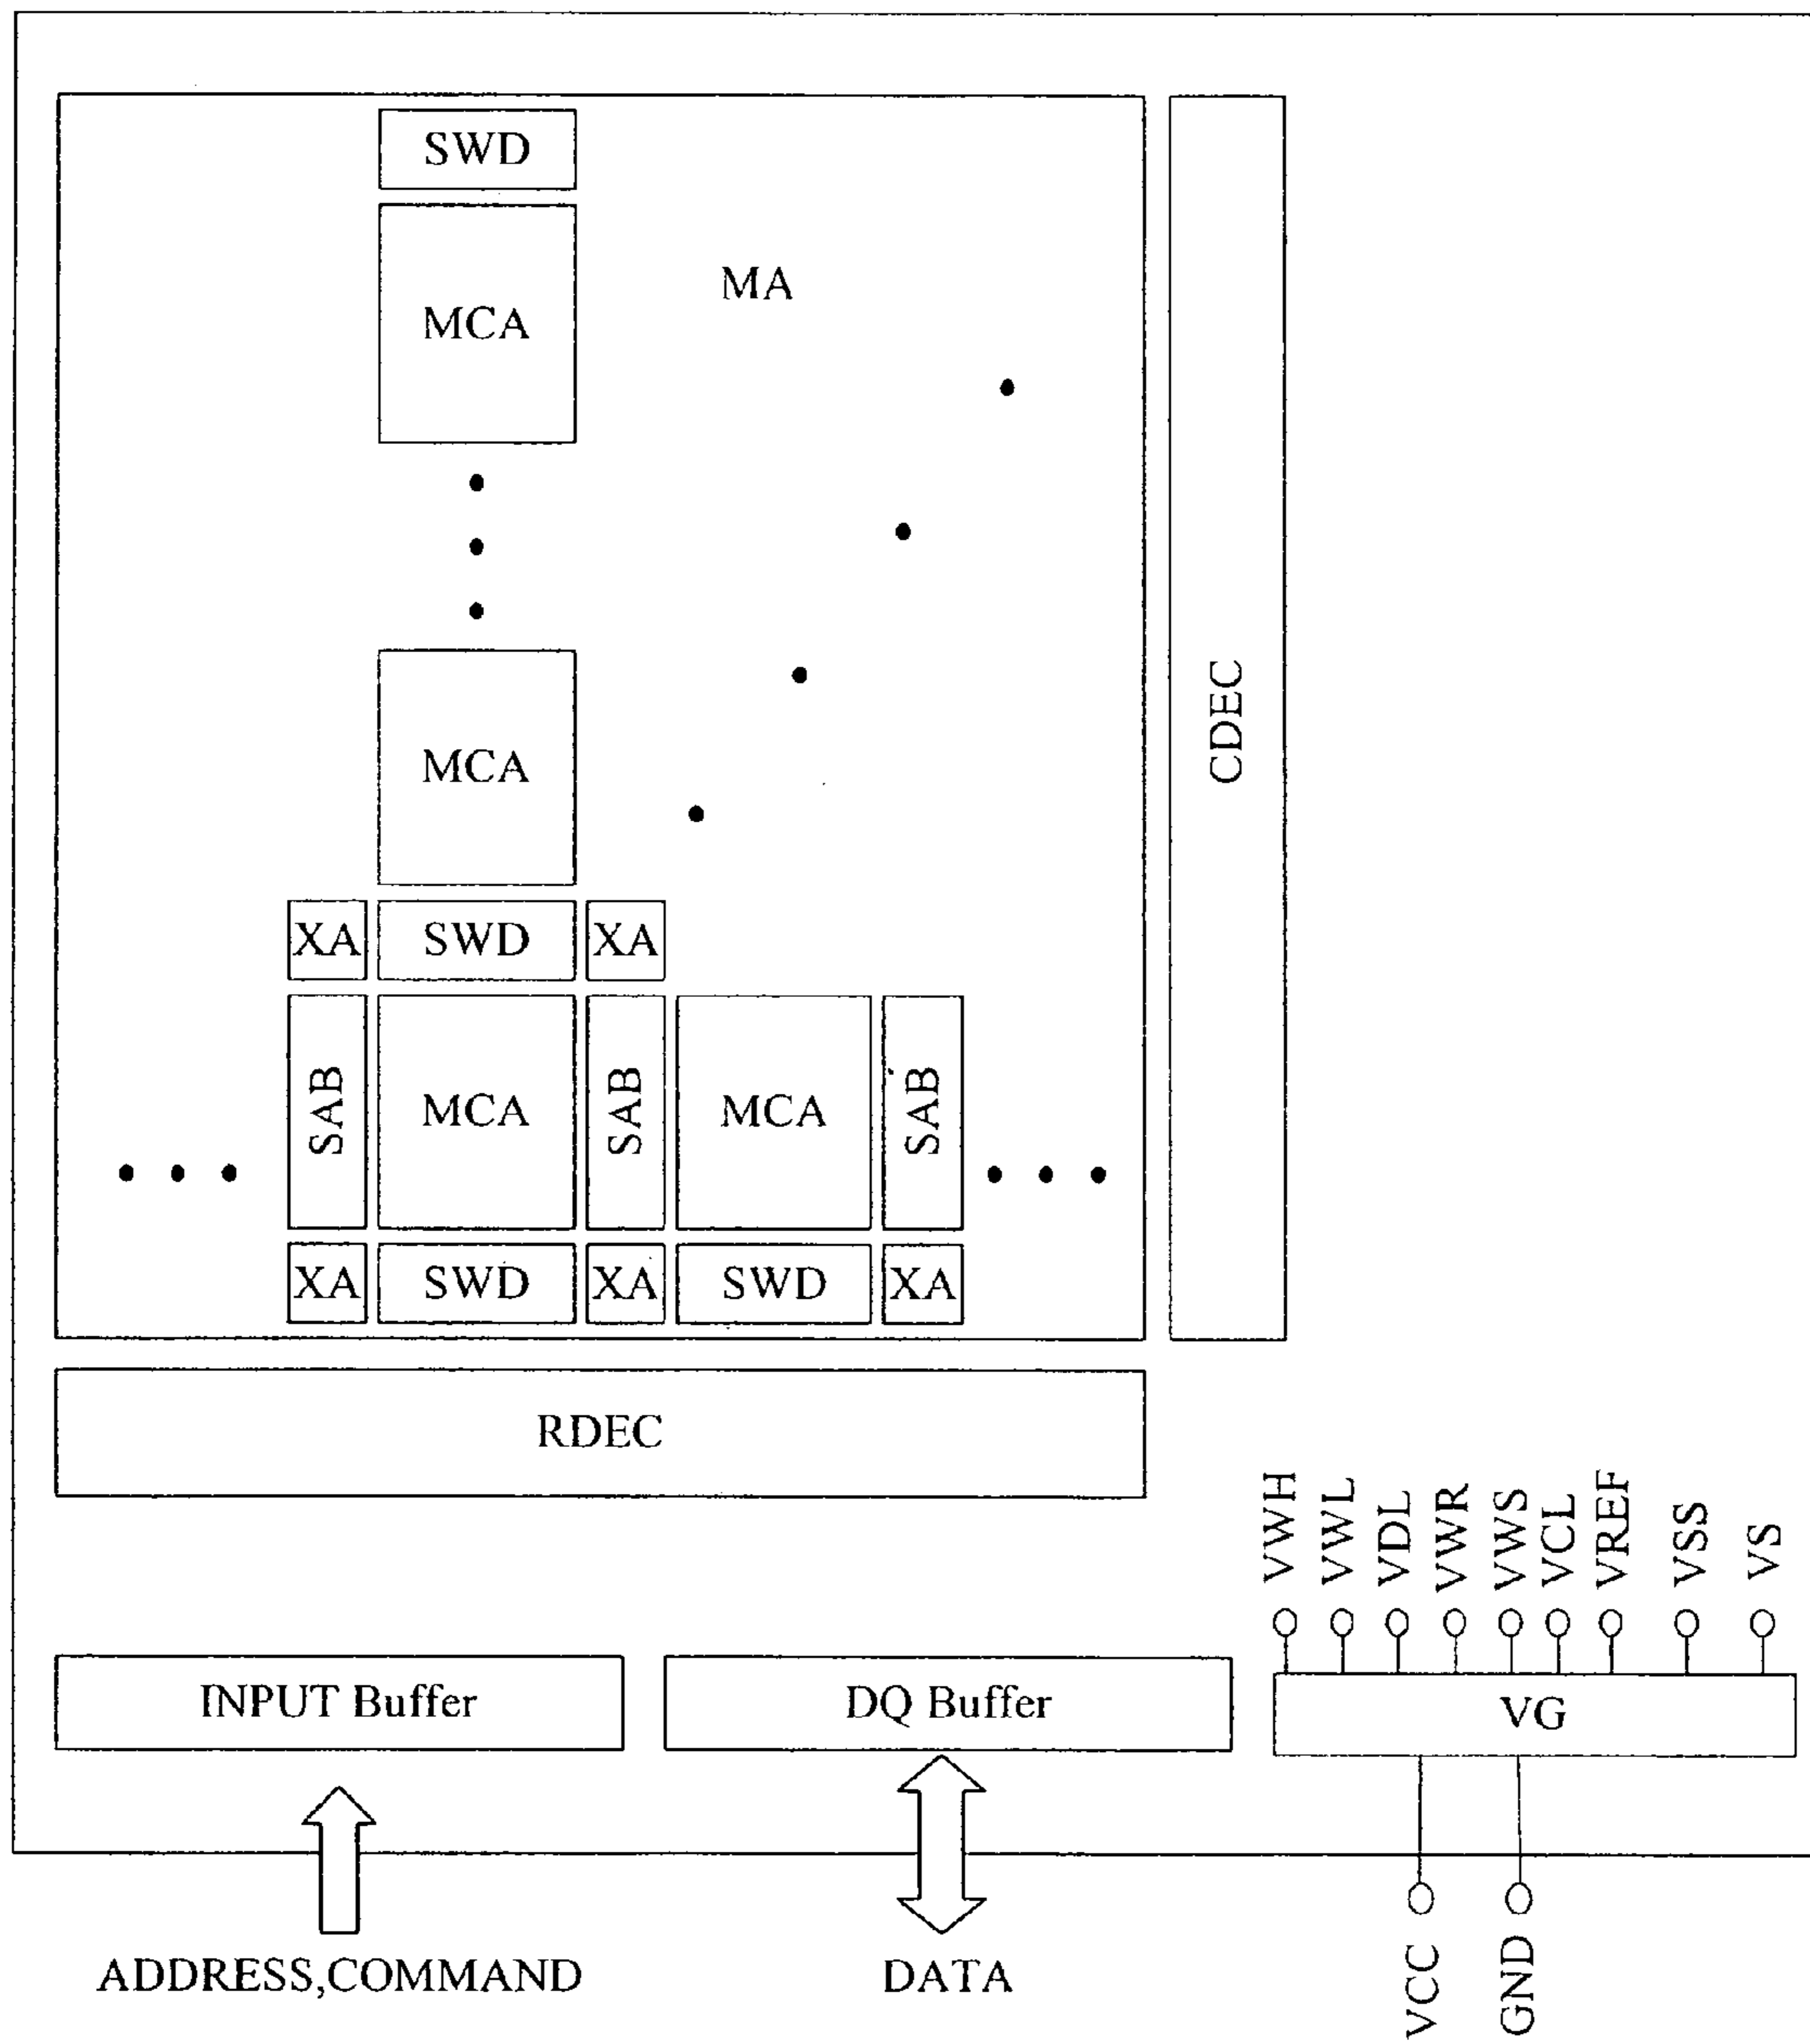 SWD
MCA
MA
MCA
CDEC
XA SWD XA
SAB MCA SAB MCA SAB
XA SWD XA SWD XA
RDEC
VWH VWL VDL VWR VWS VCL VREF VSS VS
INPUT Buffer
DQ Buffer
VG
ADDRESS,COMMAND
DATA
VCC
GND